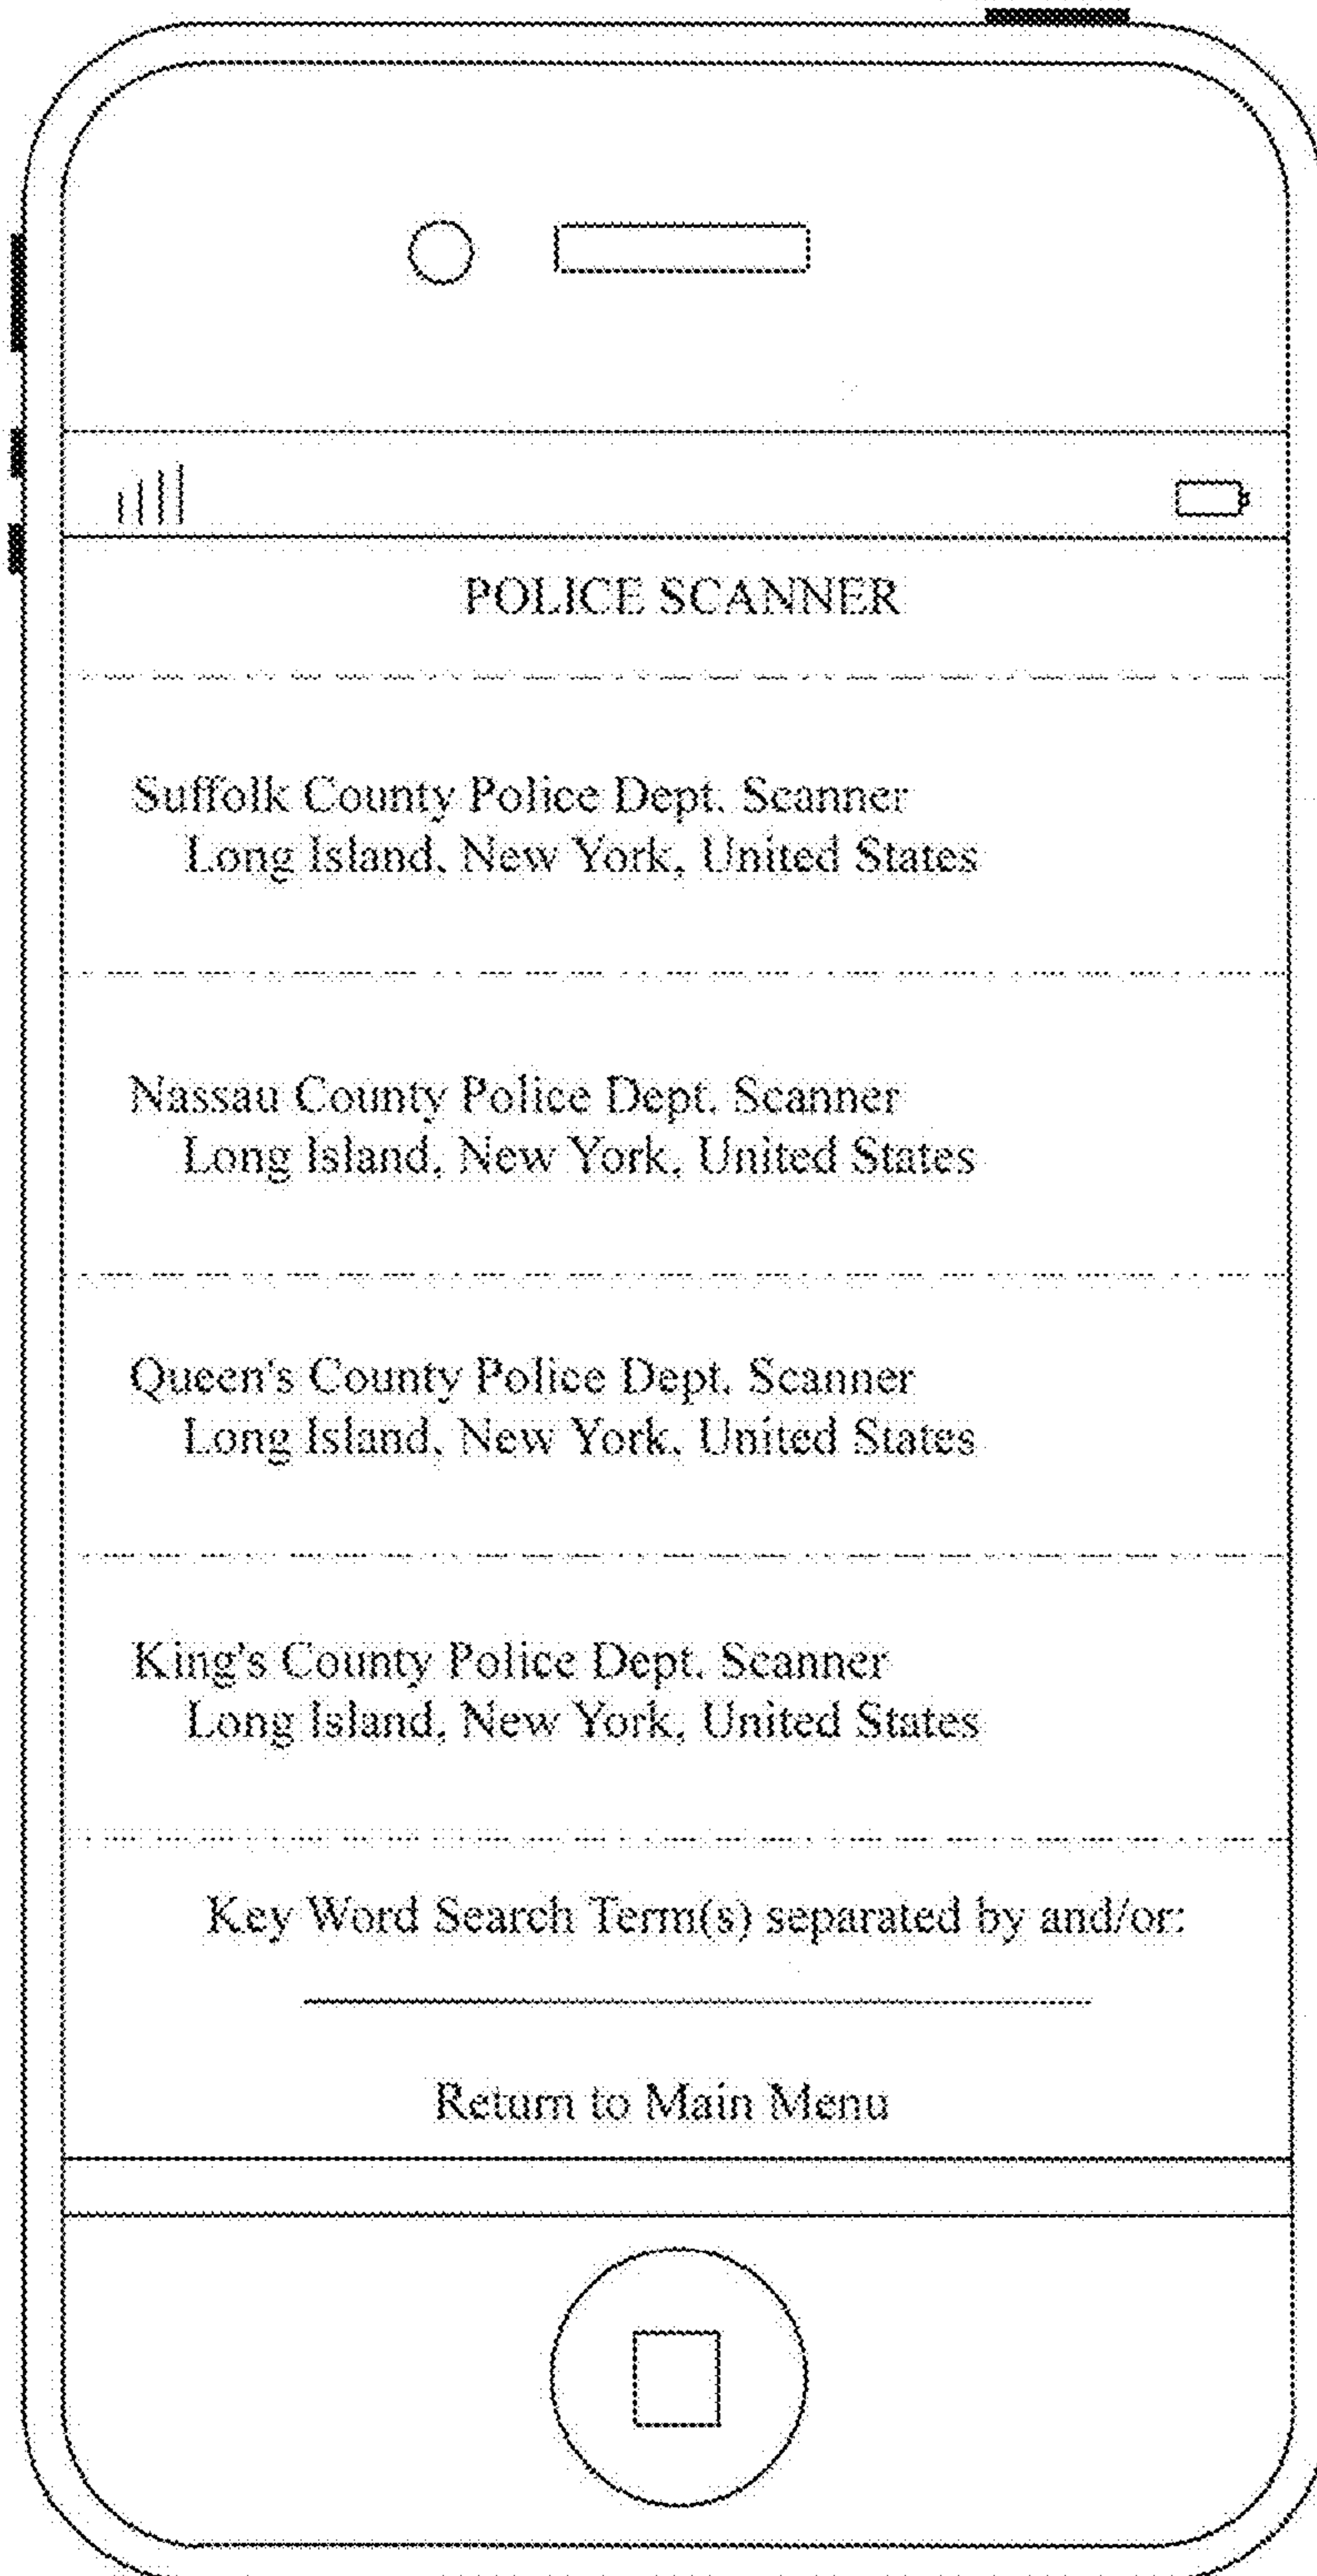 POLICE SCANNER
Suffolk County Police Dept. Scanner
Long Island, New York, United States
Nassau County Police Dept. Scanner
Long Island, New York, United States
Queen's County Police Dept. Scanner
Long Island, New York, United States
King's County Police Dept. Scanner
Long Island, New York, United States
Key Word Search Term(s) separated by and/or:
Return to Main Menu